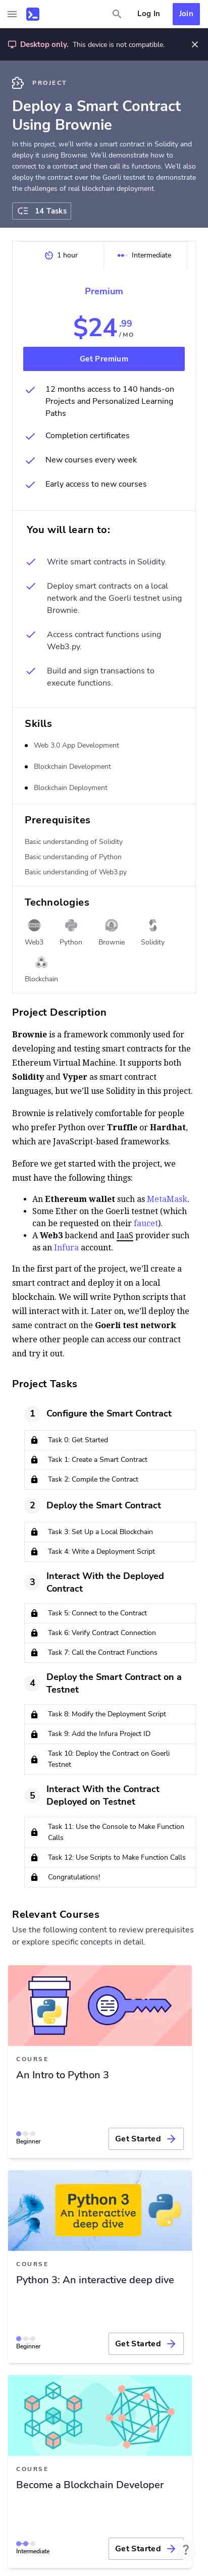 Log In
Join
Desktop only. This device is not compatible.
PROJECT
Deploy a Smart Contract
Using Brownie
In this project, we'll write a smart contract in Solidity and
deploy it using Brownie. We'll demonstrate how to
connect to a contract and then call its functions. We'll also
deploy the contract over the Goerli testnet to demonstrate
the challenges of real blockchain deployment.
14 Tasks
1 hour
Intermediate
Premium
$24.99
/ MO
Get Premium
12 months access to 140 hands-on
Projects and Personalized Learning
Paths
Completion certificates
New courses every week
Early access to new courses
You will learn to:
Write smart contracts in Solidity.
Deploy smart contracts on a local
network and the Goerli testnet using
Brownie.
Access contract functions using
Web3.py.
Build and sign transactions to
execute functions.
Skills
Web 3.0 App Development
Blockchain Development
Blockchain Deployment
Prerequisites
Basic understanding of Solidity
Basic understanding of Python
Basic understanding of Web3.py
Technologies
Web3
Python
Brownie
Solidity
Blockchain
Project Description
Brownie is a framework commonly used for
developing and testing smart contracts for the
Ethereum Virtual Machine. It supports both
Solidity and Vyper as smart contract
languages, but we'll use Solidity in this project.
Brownie is relatively comfortable for people
who prefer Python over Truffle or Hardhat,
which are JavaScript-based frameworks.
Before we get started with the project, we
must have the following things:
An Ethereum wallet such as MetaMask.
Some Ether on the Goerli testnet (which
can be requested on their faucet).
A Web3 backend and IaaS provider such
as an Infura account.
In the first part of the project, we'll create a
smart contract and deploy it on a local
blockchain. We will write Python scripts that
will interact with it. Later on, we'll deploy the
same contract on the Goerli test network
where other people can access our contract
and try it out.
Project Tasks
1 Configure the Smart Contract
Task 0: Get Started
Task 1: Create a Smart Contract
Task 2: Compile the Contract
2 Deploy the Smart Contract
Task 3: Set Up a Local Blockchain
Task 4: Write a Deployment Script
3 Interact With the Deployed
Contract
Task 5: Connect to the Contract
Task 6: Verify Contract Connection
Task 7: Call the Contract Functions
4 Deploy the Smart Contract on a
Testnet
Task 8: Modify the Deployment Script
Task 9: Add the Infura Project ID
Task 10: Deploy the Contract on Goerli
Testnet
5 Interact With the Contract
Deployed on Testnet
Task 11: Use the Console to Make Function
Calls
Task 12: Use Scripts to Make Function Calls
Congratulations!
Relevant Courses
Use the following content to review prerequisites
or explore specific concepts in detail.
COURSE
An Intro to Python 3
Beginner
Get Started
Python 3
An Interactive
deep dive
COURSE
Python 3: An interactive deep dive
Beginner
Get Started
COURSE
Become a Blockchain Developer
Intermediate
Get Started
?